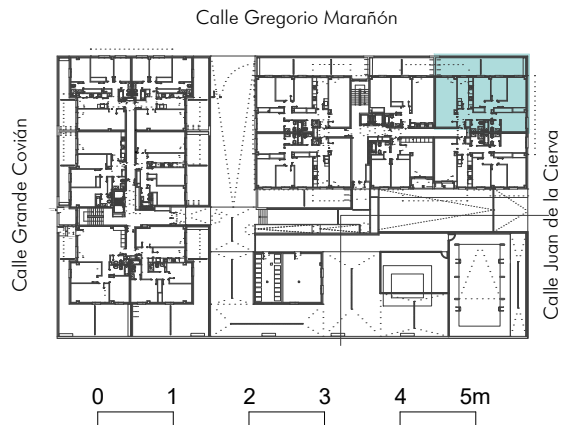 Calle Gregorio Marañón
Calle Grande Covián
Calle Juan de la Cierva
0 1 2 3 4 5m